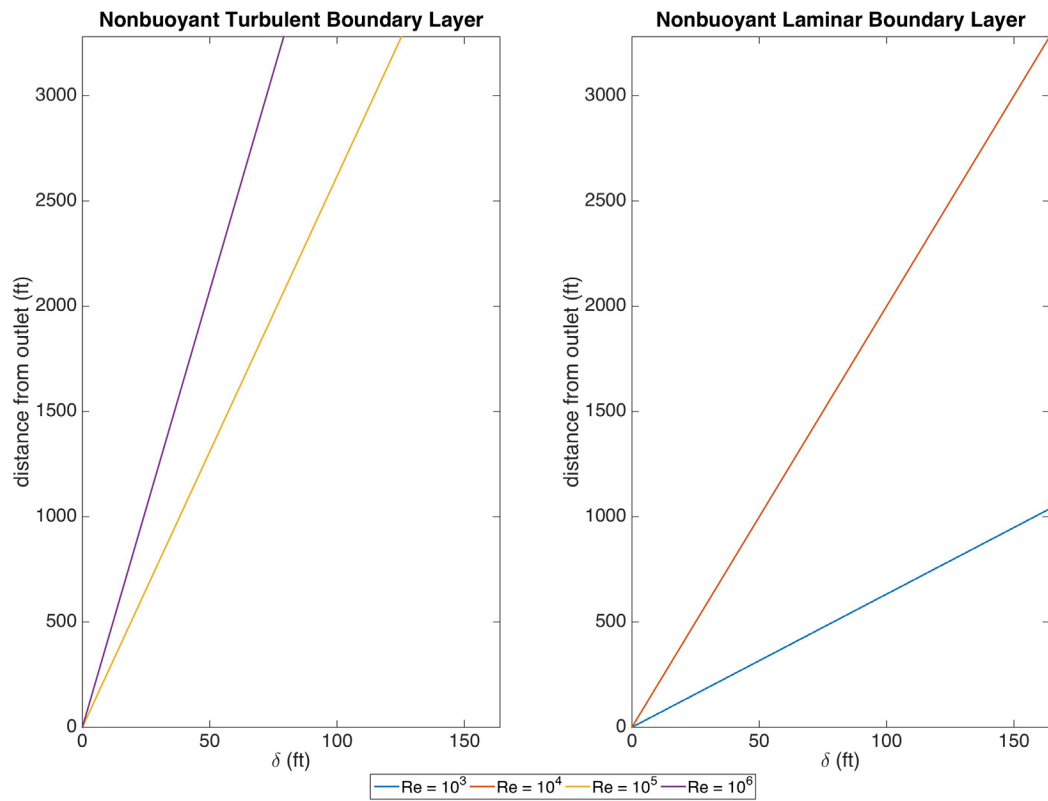 Nonbuoyant Turbulent Boundary Layer
distance from outlet (ft)
3000
2500
2000
1500
1000
500
0
0 50 100 150
δ (ft)
Nonbuoyant Laminar Boundary Layer
distance from outlet (ft)
3000
2500
2000
1500
1000
500
0
0 50 100 150
δ (ft)
Re = 10³ Re = 10⁴ Re = 10⁵ Re = 10⁶